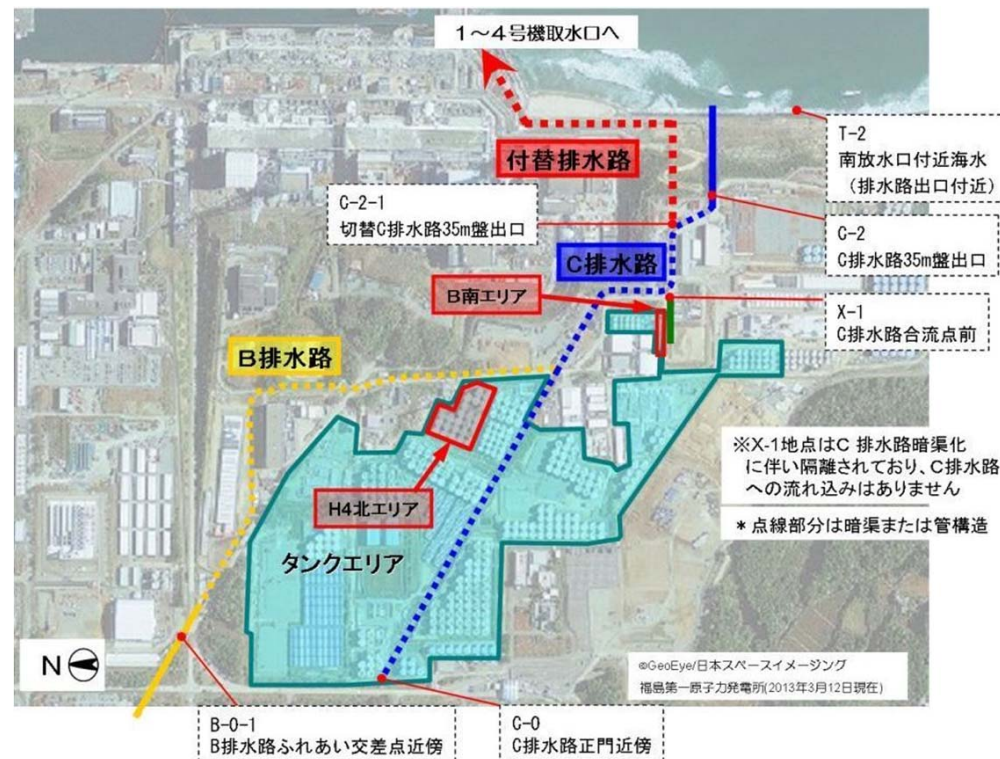 1～4号機取水口へ
付替排水路
T-2
南放水口付近海水
(排水路出口付近)
C-2-1
切替C排水路35m盤出口
C-2
C排水路35m盤出口
C排水路
B南エリア
X-1
C排水路合流点前
B排水路
※X-1地点はC 排水路暗渠化
に伴い隔離されており、C排水路
への流れ込みはありません
H4北エリア
＊点線部分は暗渠または管構造
タンクエリア
N
©GeoEye/日本スペースイメージング
福島第一原子力発電所(2013年3月12日現在)
B-0-1
B排水路ふれあい交差点近傍
C-0
C排水路正門近傍